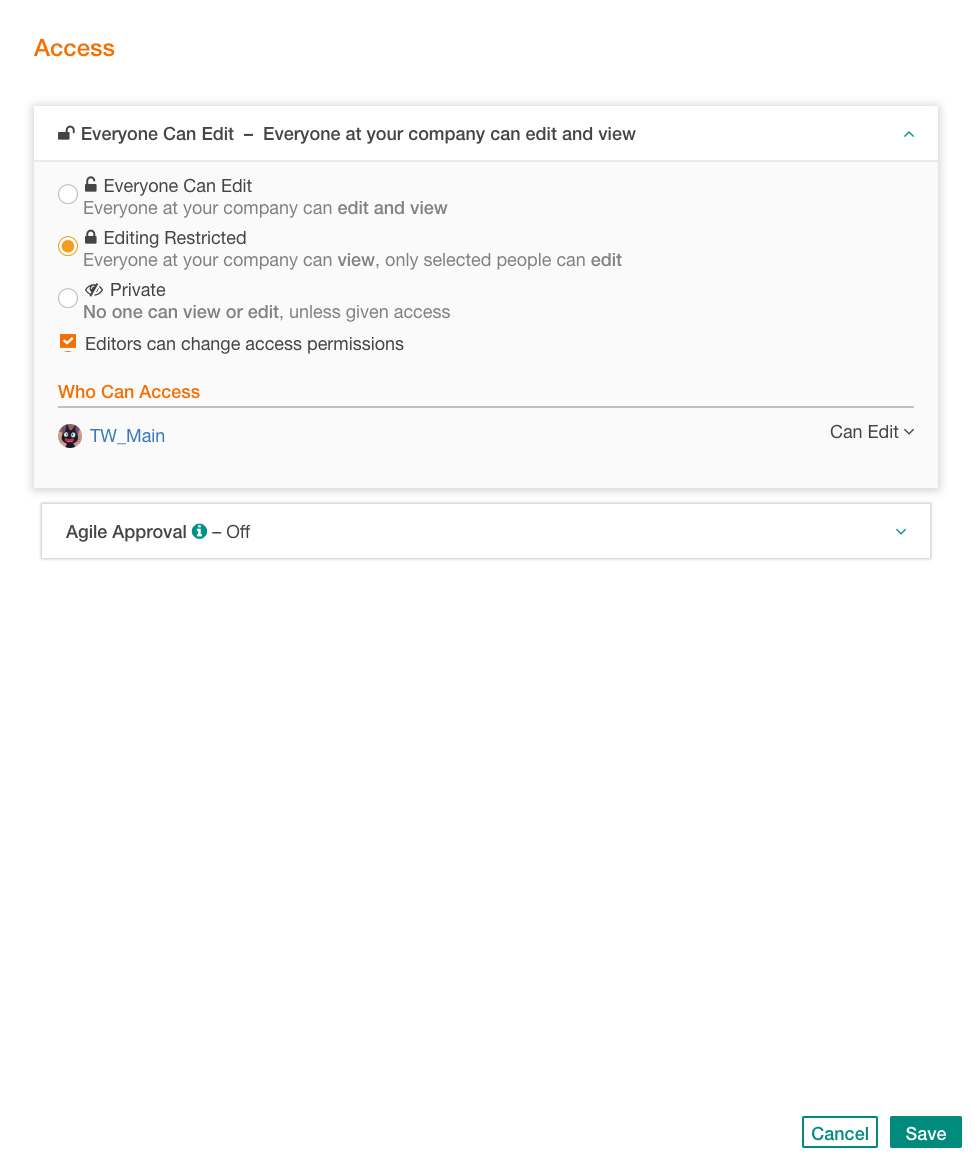 Access
Everyone Can Edit – Everyone at your company can edit and view
Everyone Can Edit
Everyone at your company can edit and view
Editing Restricted
Everyone at your company can view, only selected people can edit
Private
No one can view or edit, unless given access
Editors can change access permissions
Who Can Access
TW_Main Can Edit
Agile Approval – Off
Cancel Save